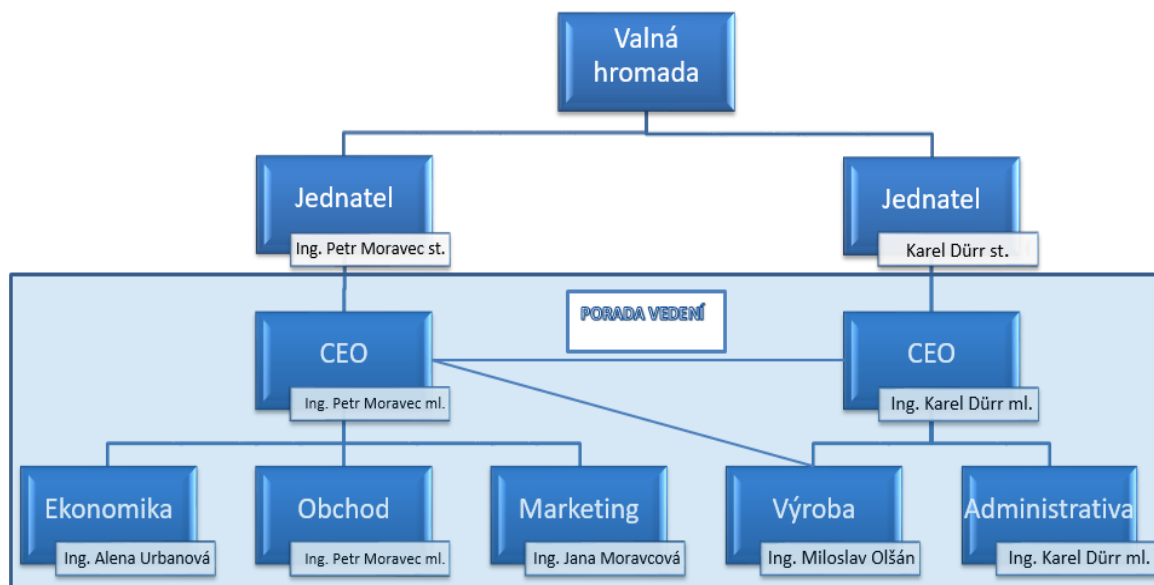 Valná
hromada
Jednatel
Ing. Petr Moravec st.
Jednatel
Karel Dürr st.
PORADA VEDENÍ
CEO
Ing. Petr Moravec ml.
CEO
Ing. Karel Dürr ml.
Ekonomika
Ing. Alena Urbanová
Obchod
Ing. Petr Moravec ml.
Marketing
Ing. Jana Moravcová
Výroba
Ing. Miloslav Olšán
Administrativa
Ing. Karel Dürr ml.